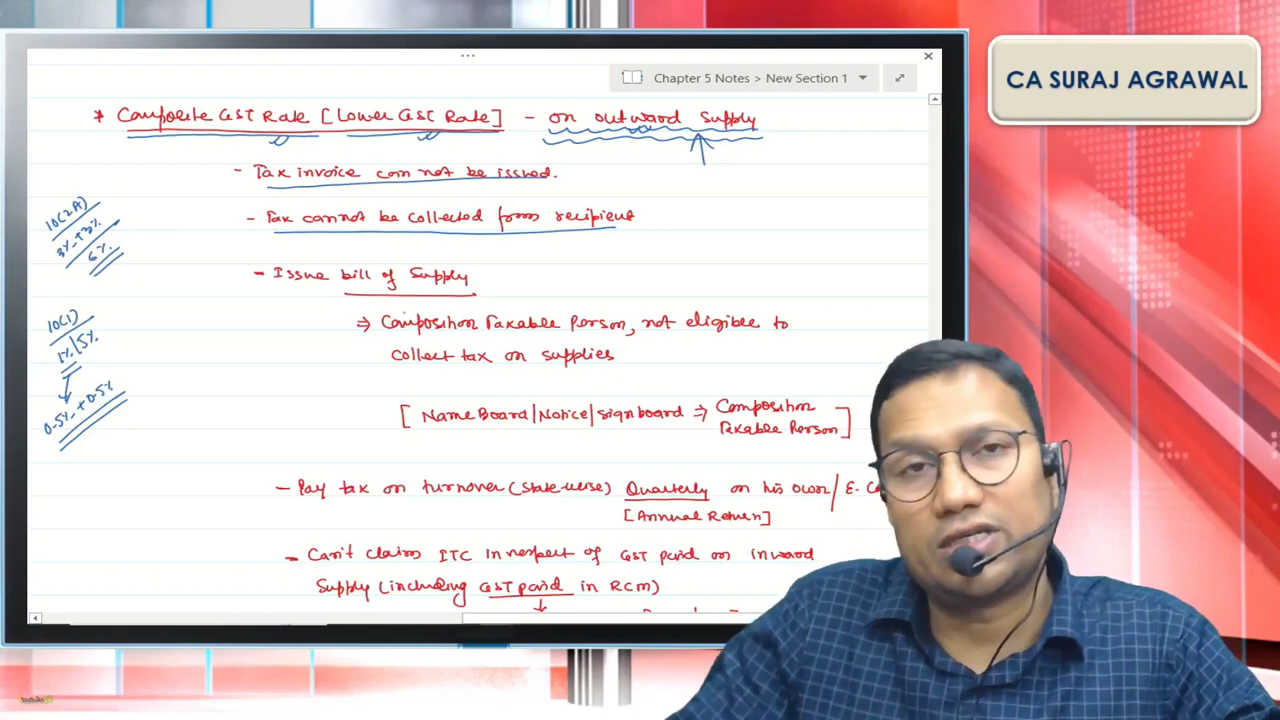 Chapter 5 Notes > New Section 1
CA SURAJ AGRAWAL
* Composite GST Rate [Lower GST Rate] - on outward supply
- Tax invoice can not be issued.
- Tax cannot be collected from recipient
10(2A)
3%+3%
6%
- Issue bill of Supply
10(1)
1%/5%
0.5%+0.5%
⇒ Composition Taxable Person, not eligible to
collect tax on supplies
[Name Board/Notice/signboard ⇒ Composition
Taxable Person]
- Pay tax on turnover (state-wise) Quarterly on his own/ E.
[Annual Return]
- Can't claim ITC in respect of GST paid on inward
Supply (including GST paid in RCM)